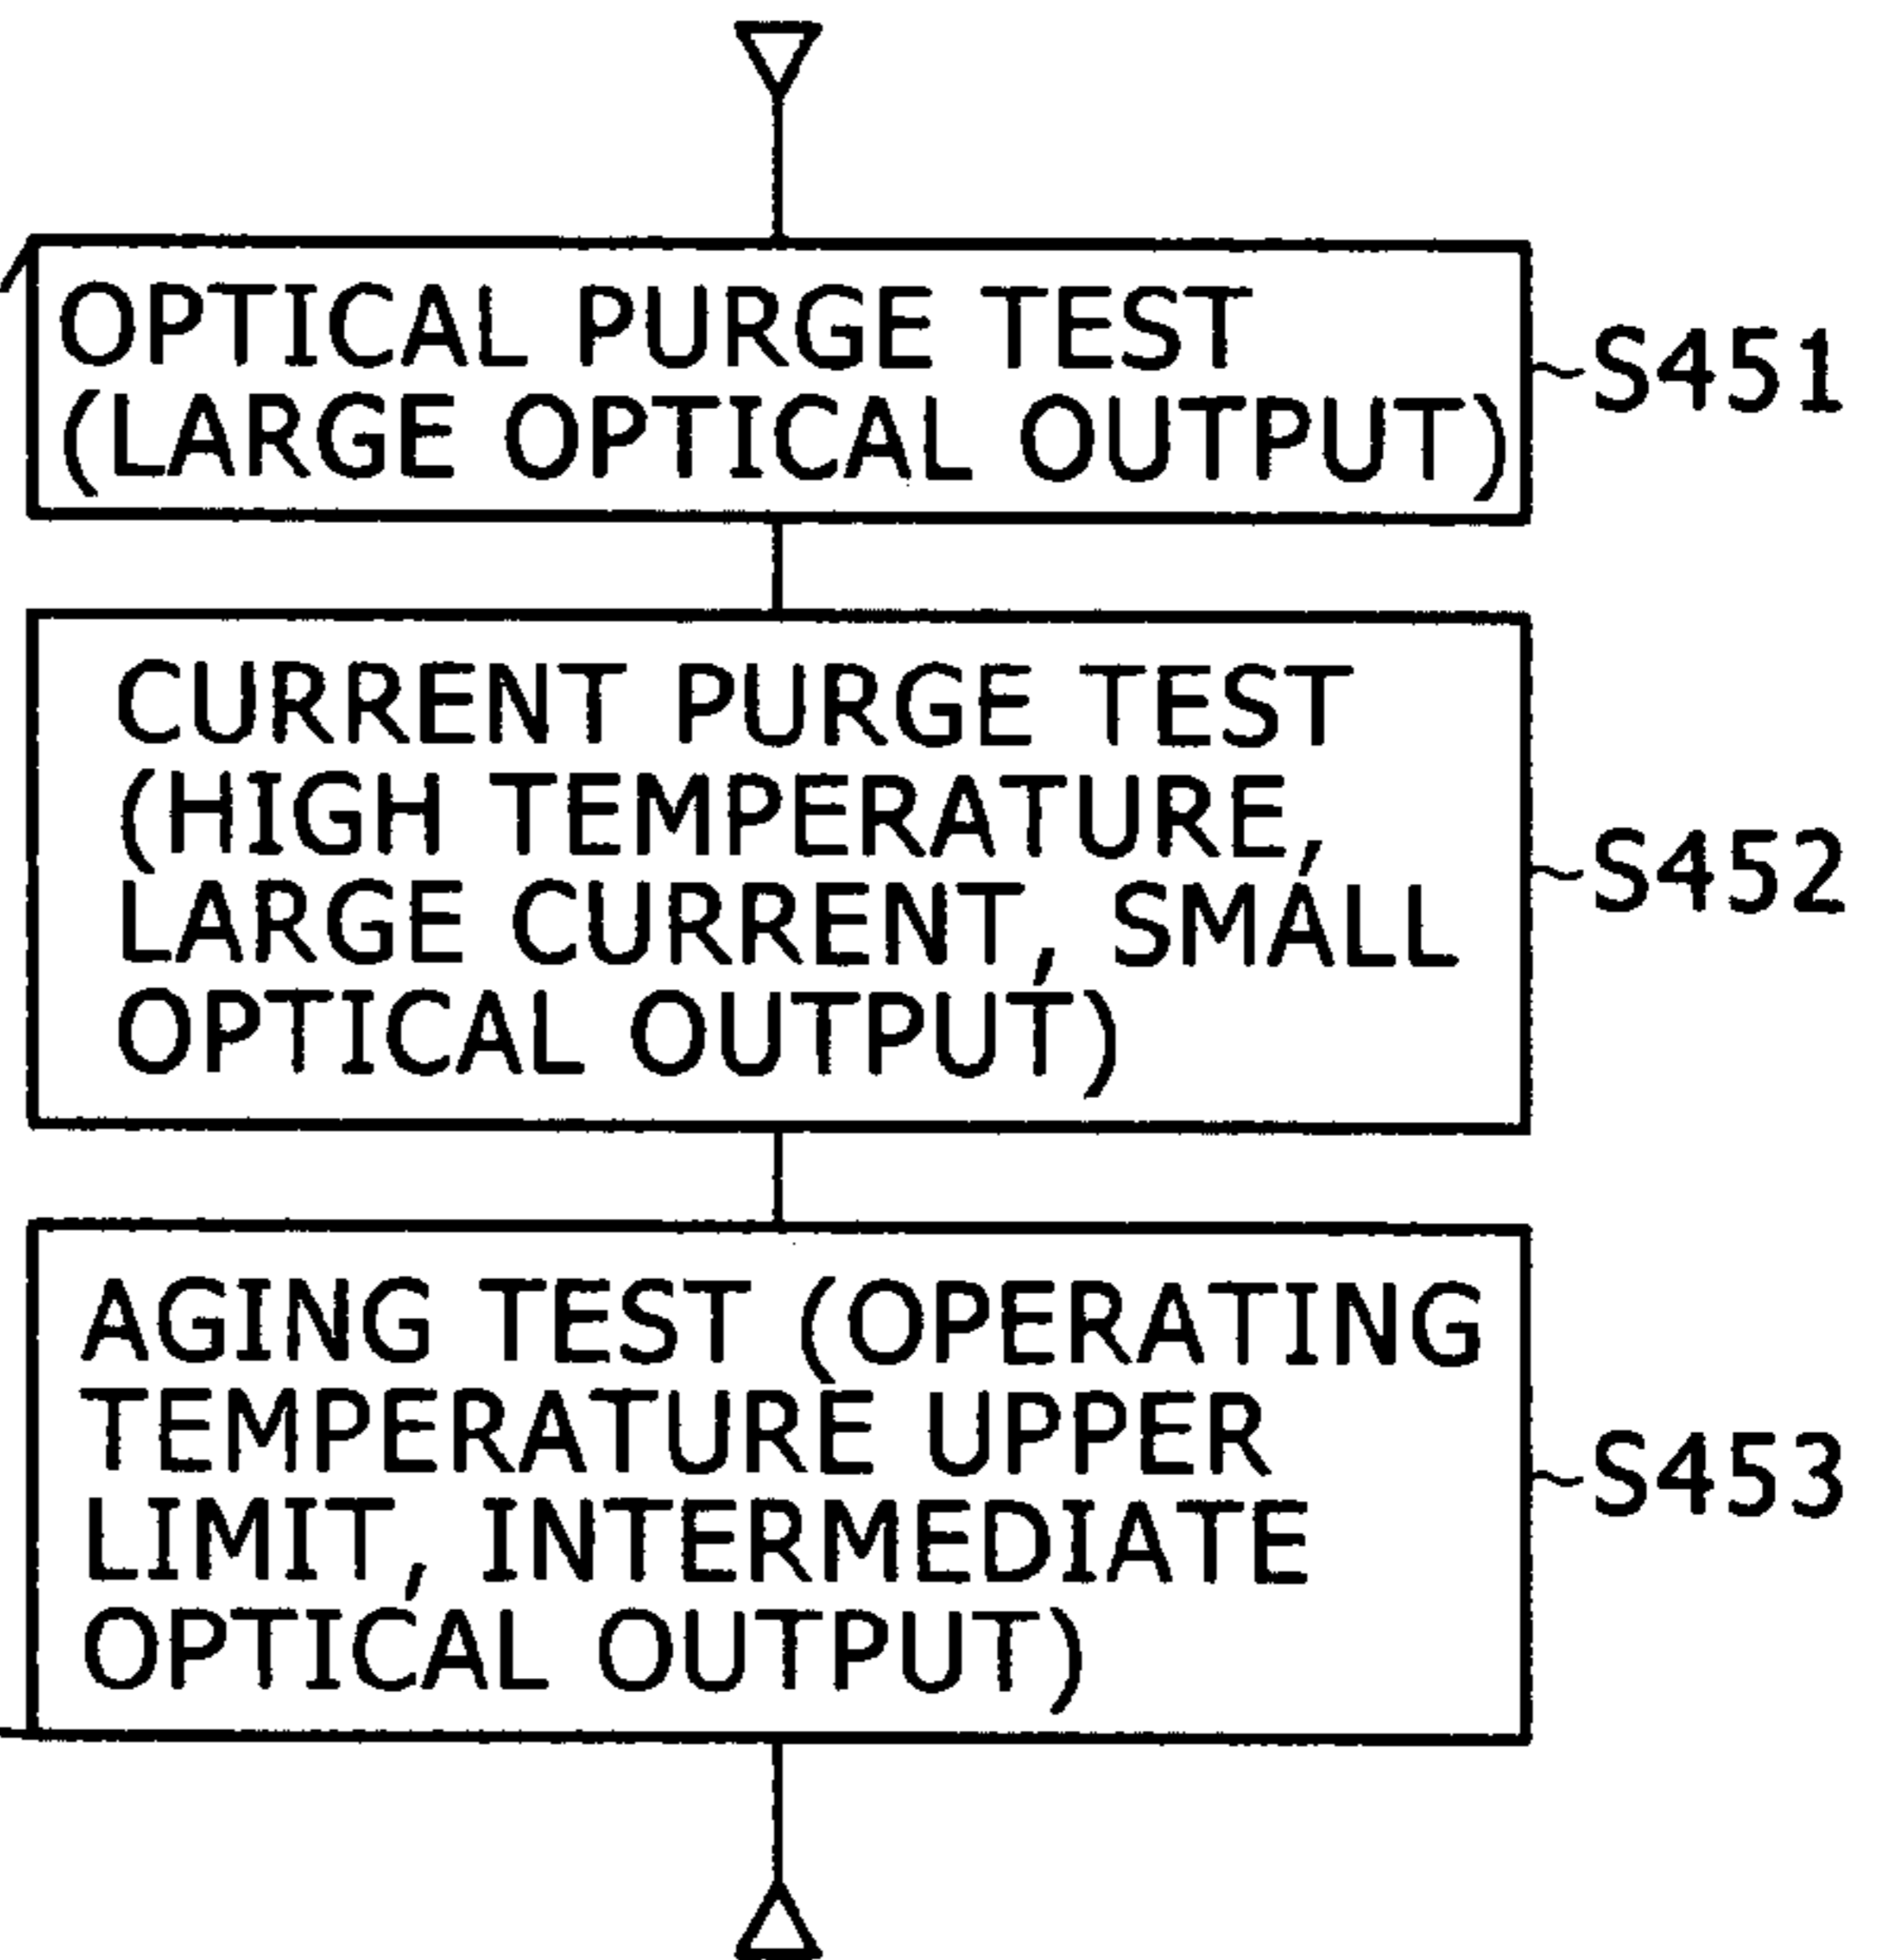 OPTICAL PURGE TEST
(LARGE OPTICAL OUTPUT)
S451
CURRENT PURGE TEST
(HIGH TEMPERATURE,
LARGE CURRENT, SMALL
OPTICAL OUTPUT)
S452
AGING TEST (OPERATING
TEMPERATURE UPPER
LIMIT, INTERMEDIATE
OPTICAL OUTPUT)
S453